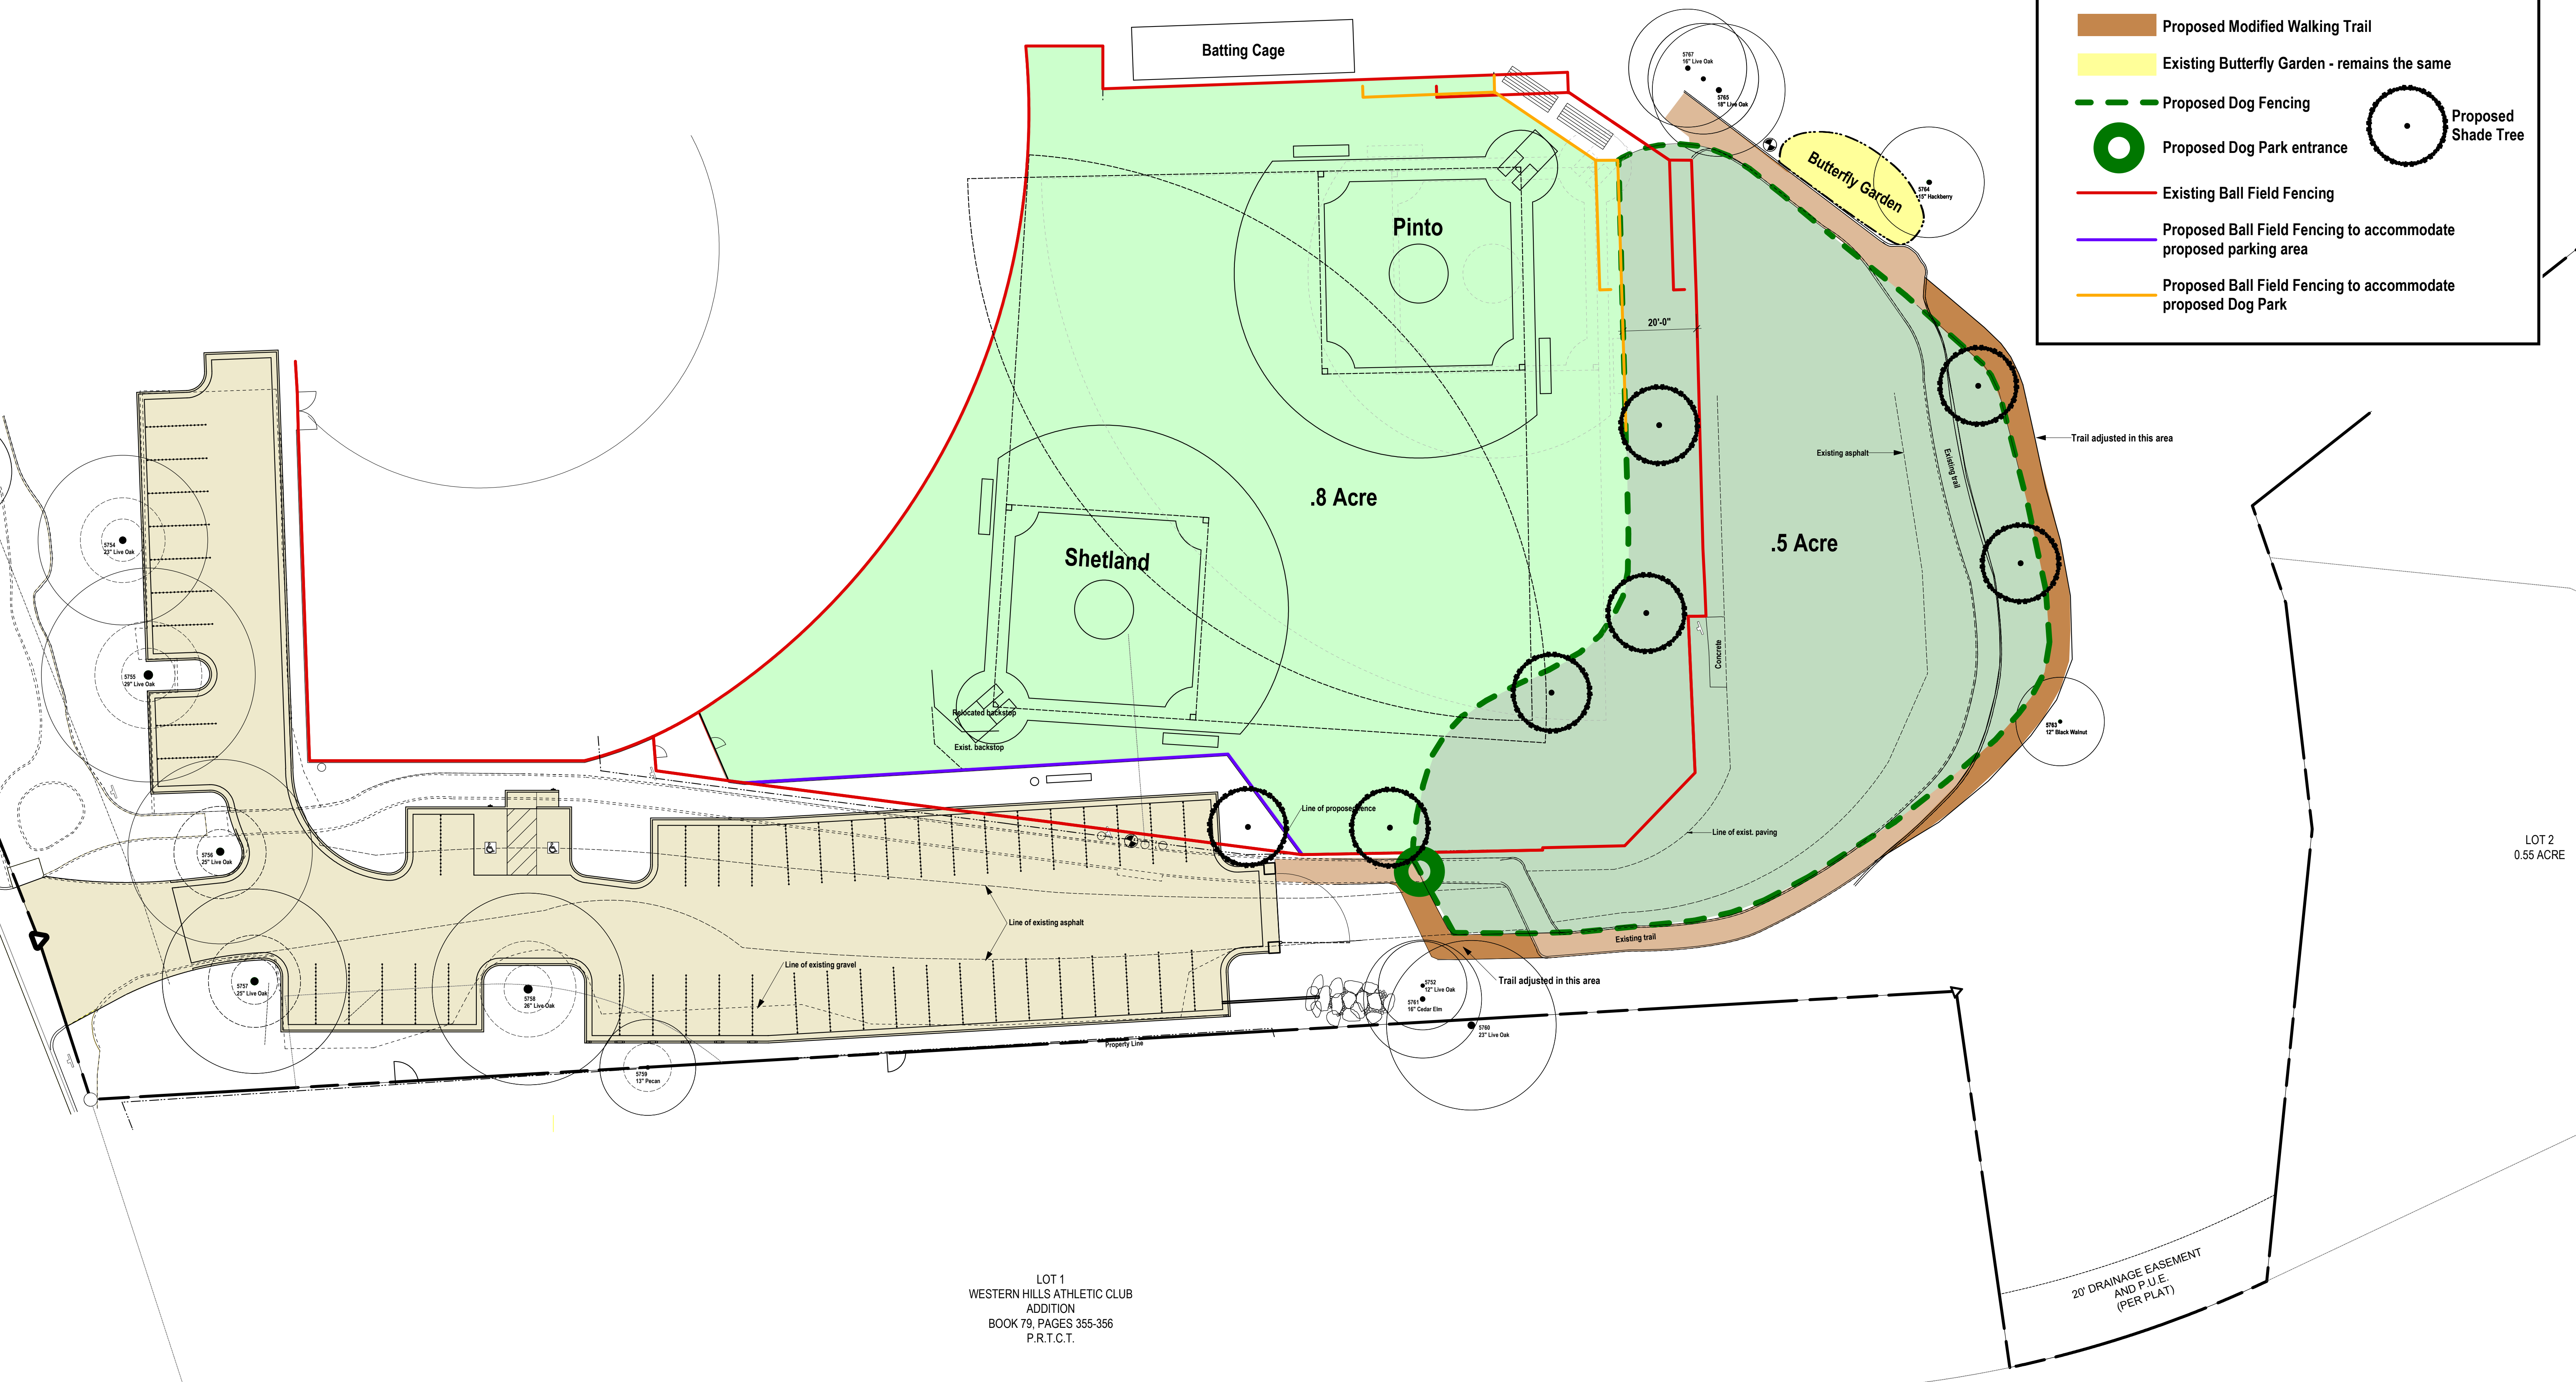 Proposed Modified Walking Trail
Existing Butterfly Garden - remains the same
Proposed Dog Fencing
Proposed
Shade Tree
Proposed Dog Park entrance
Existing Ball Field Fencing
Proposed Ball Field Fencing to accommodate
proposed parking area
Proposed Ball Field Fencing to accommodate
proposed Dog Park
Batting Cage
5767
16" Live Oak
5765
18" Live Oak
Butterfly Garden
5764
15" Hackberry
Pinto
20'-0"
Trail adjusted in this area
Existing asphalt
Existing trail
.8 Acre
.5 Acre
Shetland
5754
23" Live Oak
5755
29" Live Oak
Concrete
Relocated backstop
Exist. backstop
5763
12" Black Walnut
Line of proposed fence
Line of exist. paving
5756
25" Live Oak
LOT 2
0.55 ACRE
Line of existing asphalt
Existing trail
Line of existing gravel
Trail adjusted in this area
5757
25" Live Oak
5758
26" Live Oak
5752
12" Live Oak
5761
16" Cedar Elm
5760
23" Live Oak
Property Line
5759
13" Pecan
20' DRAINAGE EASEMENT
AND P.U.E.
(PER PLAT)
LOT 1
WESTERN HILLS ATHLETIC CLUB
ADDITION
BOOK 79, PAGES 355-356
P.R.T.C.T.